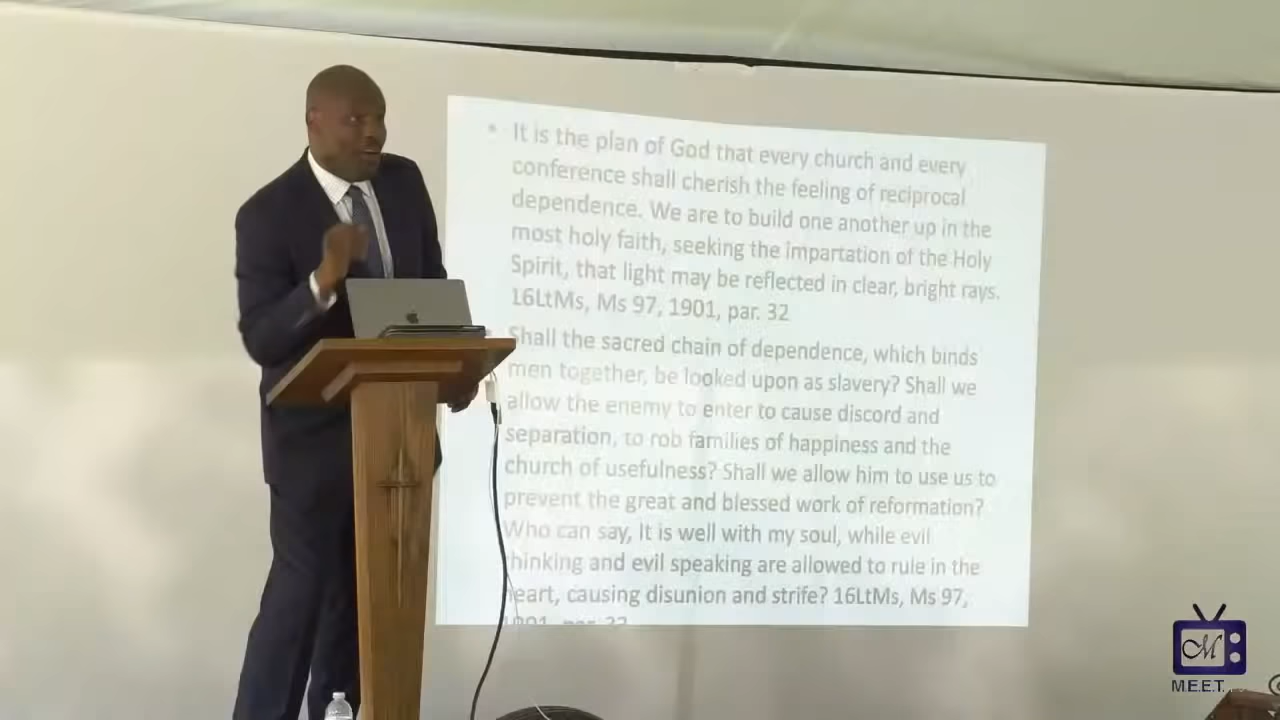 • It is the plan of God that every church and every
conference shall cherish the feeling of reciprocal
dependence. We are to build one another up in the
most holy faith, seeking the impartation of the Holy
Spirit, that light may be reflected in clear, bright rays.
16LtMs, Ms 97, 1901, par. 32
Shall the sacred chain of dependence, which binds
men together, be looked upon as slavery? Shall we
allow the enemy to enter to cause discord and
separation, to rob families of happiness and the
church of usefulness? Shall we allow him to use us to
prevent the great and blessed work of reformation?
Who can say, It is well with my soul, while evil
hinking and evil speaking are allowed to rule in the
eart, causing disunion and strife? 16LtMs, Ms 97,
M
M.E.E.T.